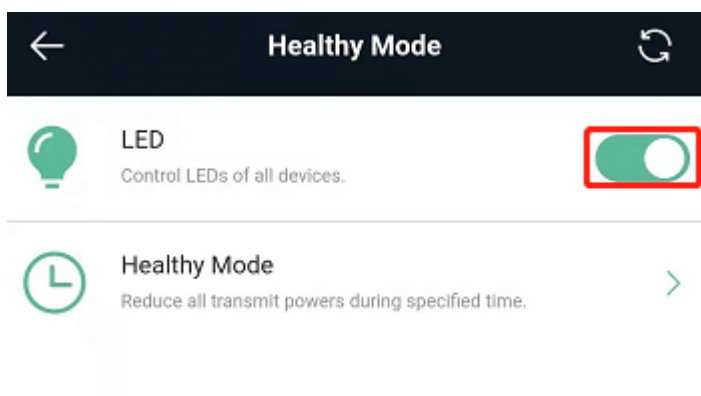 Healthy Mode
LED
Control LEDs of all devices.
Healthy Mode
Reduce all transmit powers during specified time.